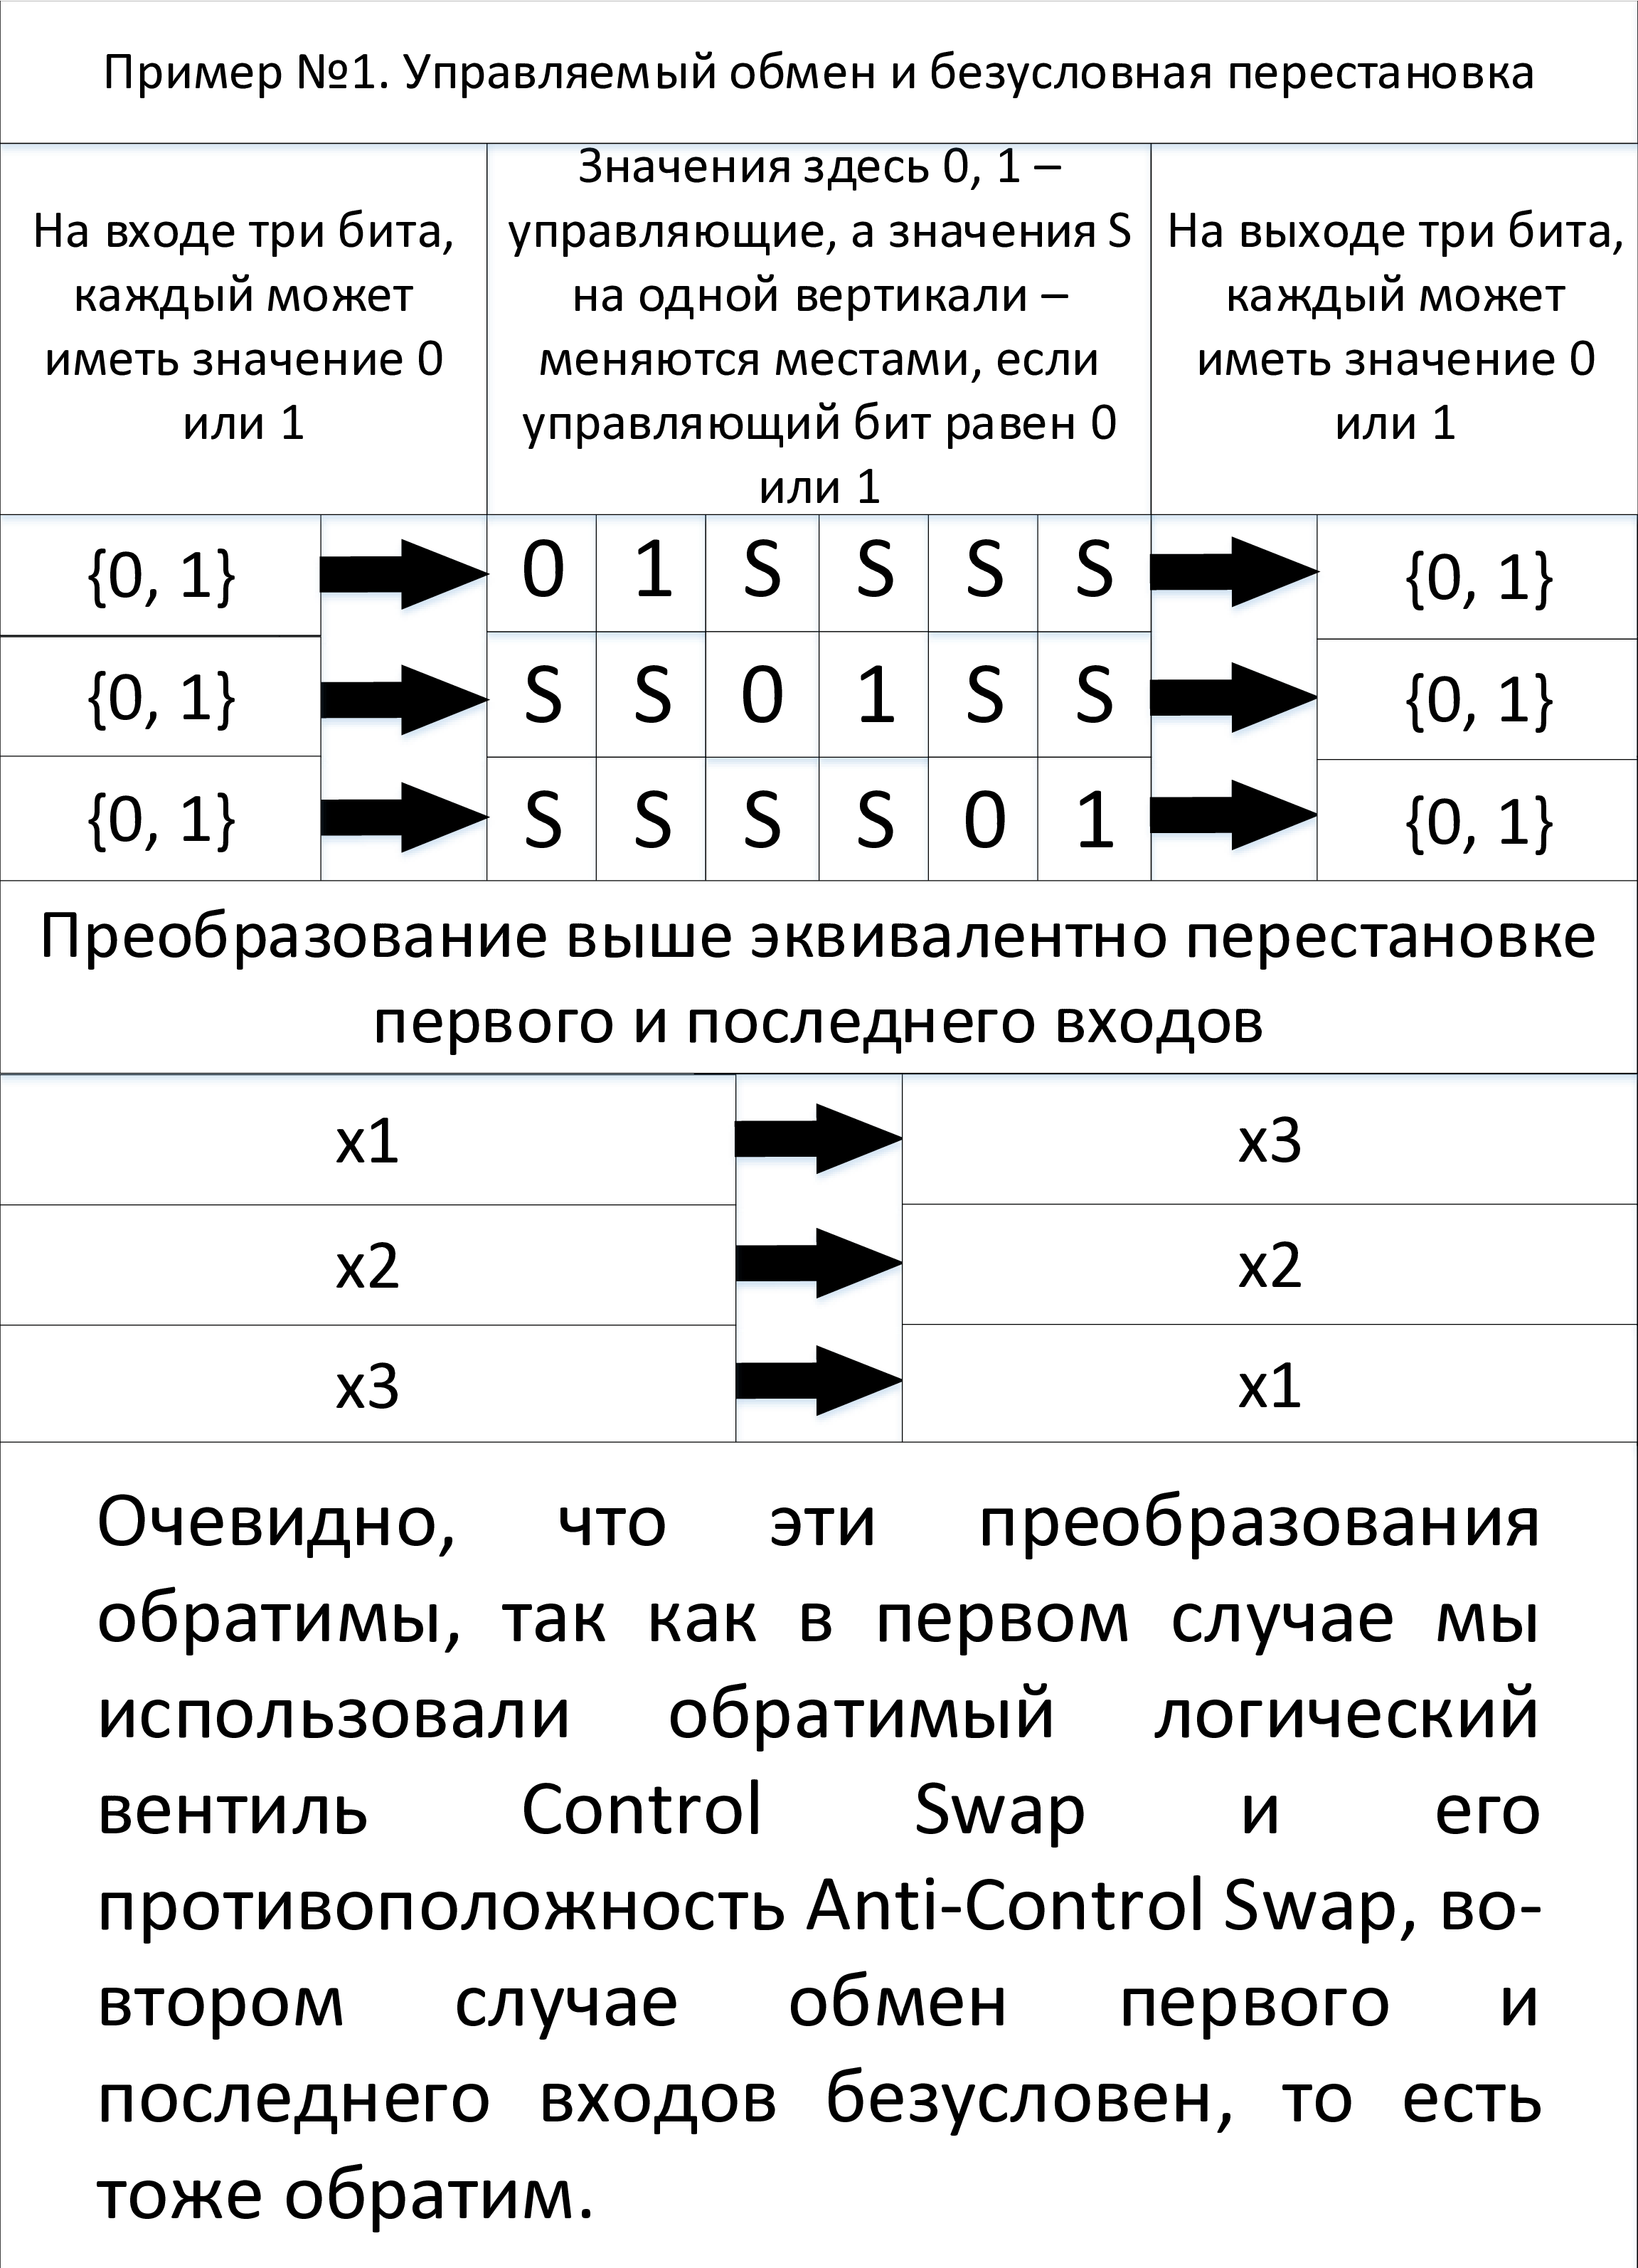 Пример №1. Управляемый обмен и безусловная перестановка
На входе три бита,
каждый может
иметь значение 0
или 1
Значения здесь 0, 1 –
управляющие, а значения S
на одной вертикали –
меняются местами, если
управляющий бит равен 0
или 1
На выходе три бита,
каждый может
иметь значение 0
или 1
{0, 1} 0 1 S S S S {0, 1}
{0, 1} S S 0 1 S S {0, 1}
{0, 1} S S S S 0 1 {0, 1}
Преобразование выше эквивалентно перестановке
первого и последнего входов
x1 x3
x2 x2
x3 x1
Очевидно, что эти преобразования
обратимы, так как в первом случае мы
использовали обратимый логический
вентиль Control Swap и его
противоположность Anti-Control Swap, во-
втором случае обмен первого и
последнего входов безусловен, то есть
тоже обратим.